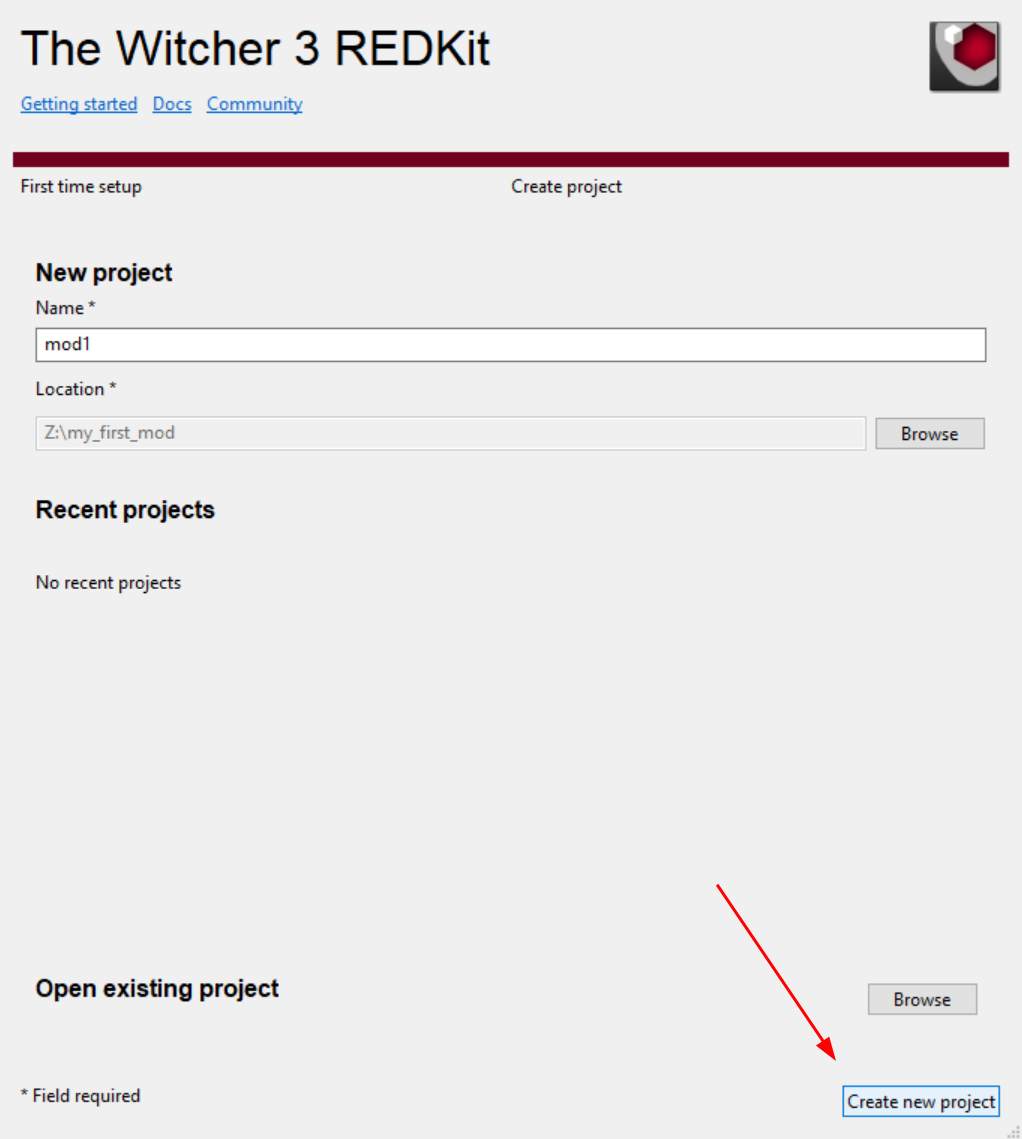 The Witcher 3 REDKit
Getting started Docs Community
First time setup Create project
New project
Name *
mod1
Location *
Z:\my_first_mod Browse
Recent projects
No recent projects
Open existing project Browse
* Field required Create new project